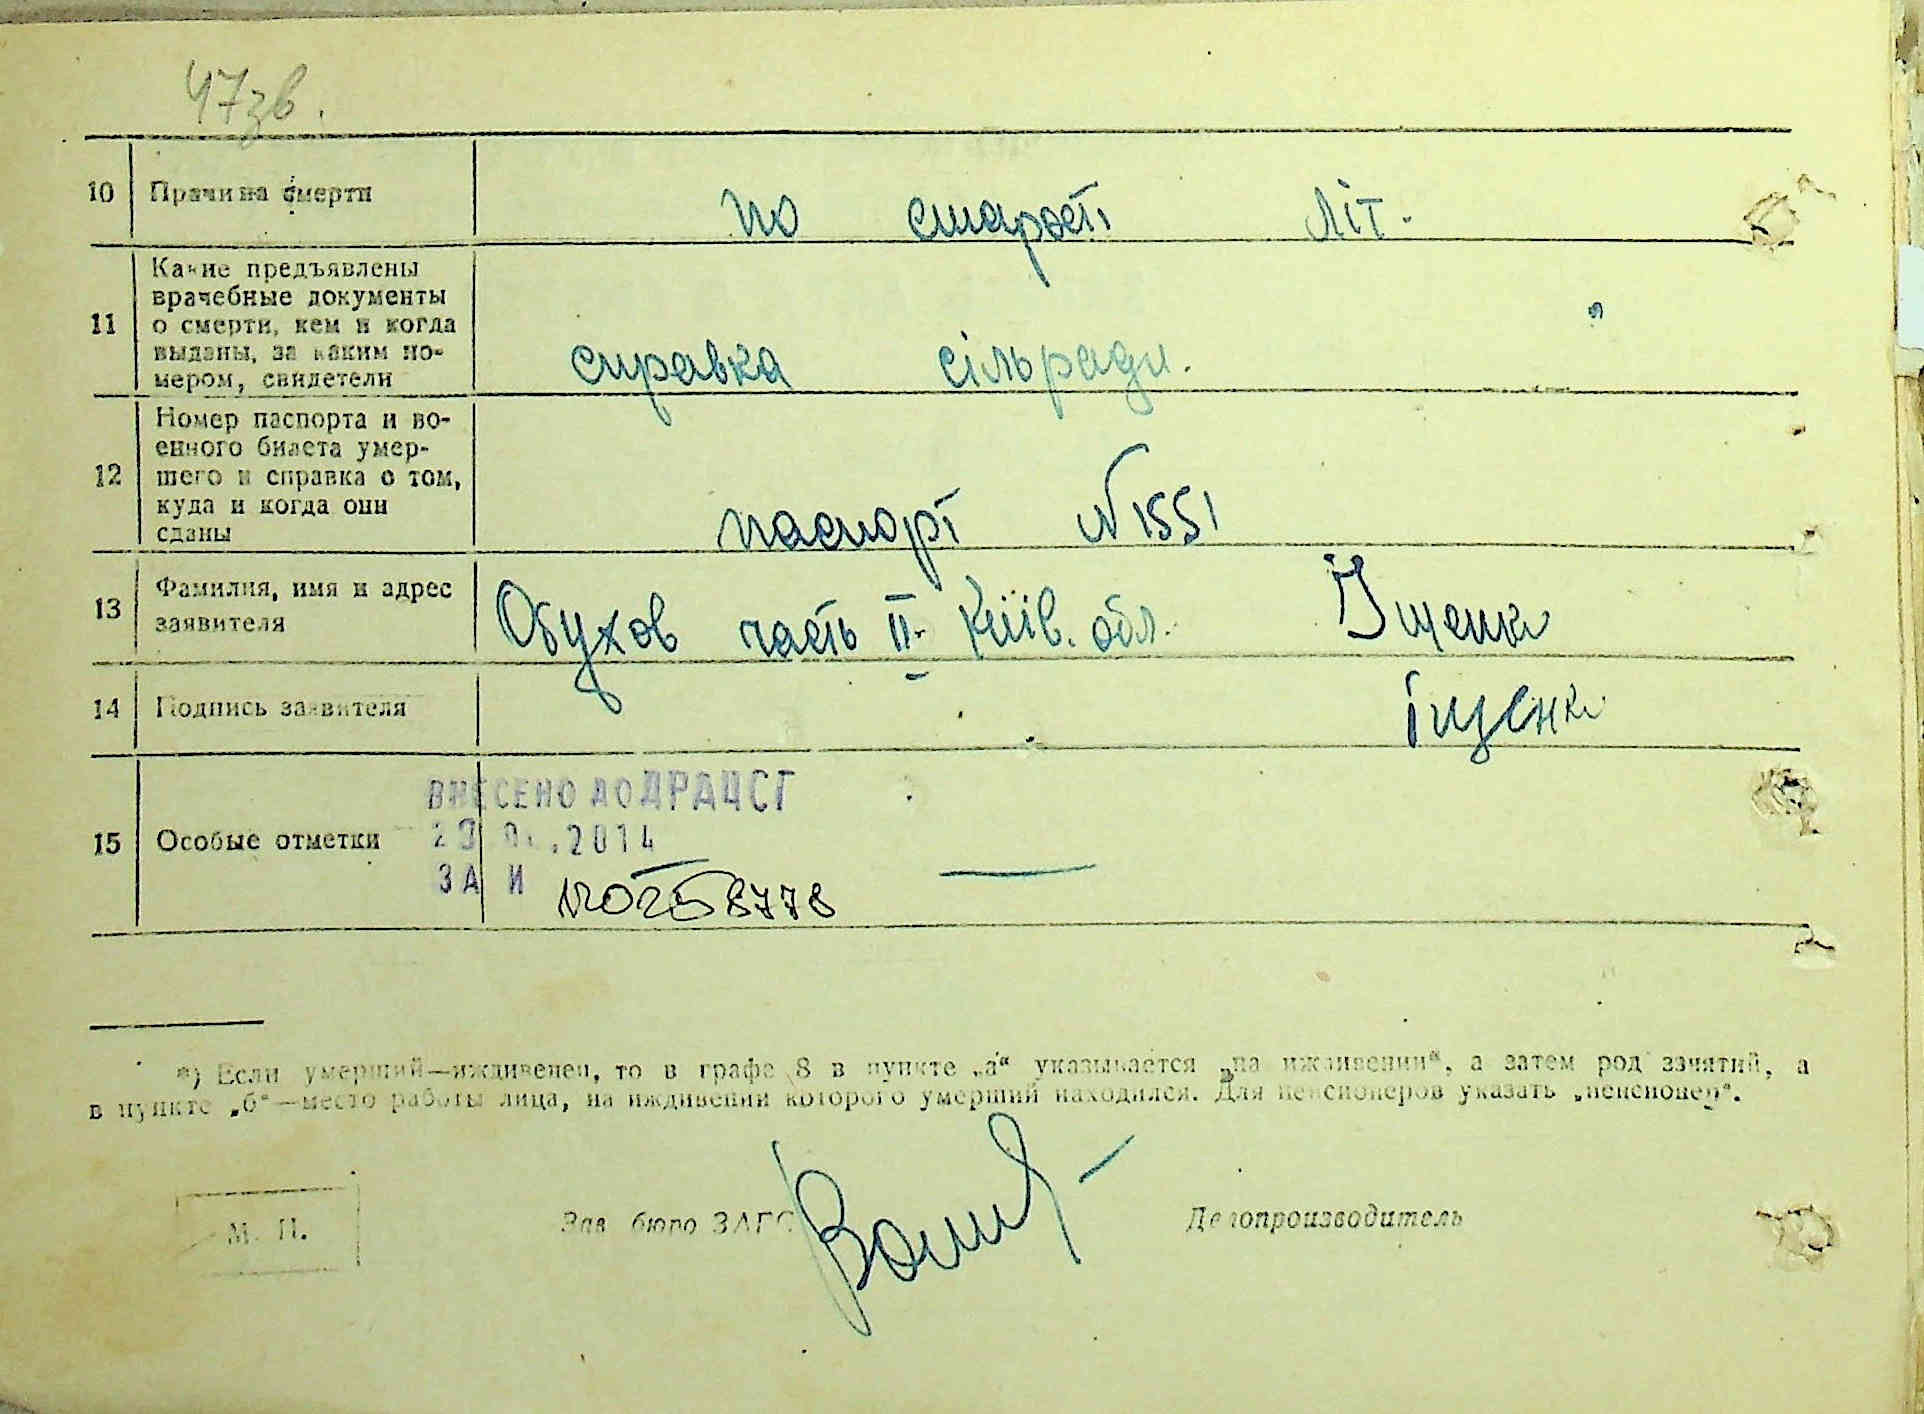 47зв.
10 Причина смерти по старості літ.
11 Какие предъявлены
врачебные документы
о смерти, кем и когда
выданы, за каким но-
мером, свидетели
справка сільради.
12 Номер паспорта и во-
енного билета умер-
шего и справка о том,
куда и когда они
сданы
паспорт N 1551
13 Фамилия, имя и адрес
заявителя
Обухов часть II. Київ. обл. Іщенко
14 Подпись заявителя Іщенко
ВНЕСЕНО ДО ДРАЦСГ
15 Особые отметки
.2014
ЗА
*) Если умерший—иждивенец, то в графе 8 в пункте „а“ указывается „на иждивении“, а затем род занятий, а
в пункте „б“—место работы лица, на иждивении которого умерший находился. Для пенсионеров указать „пенсионер“.
М. П. Зав. бюро ЗАГС Делопроизводитель